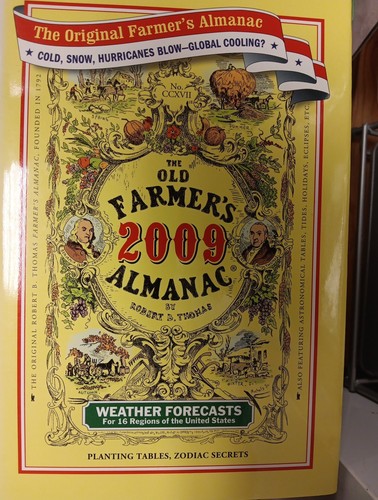 The Original Farmer's Almanac
COLD, SNOW, HURRICANES BLOW—GLOBAL COOLING?
No.
CCXVII
THE
OLD
FARMER'S
2009
ALMANAC®
BY
ROBERT B. THOMAS
WEATHER FORECASTS
For 16 Regions of the United States
PLANTING TABLES, ZODIAC SECRETS
THE ORIGINAL ROBERT B. THOMAS FARMER'S ALMANAC, FOUNDED IN 1792
ALSO FEATURING ASTRONOMICAL TABLES, TIDES, HOLIDAYS, ECLIPSES, ETC.